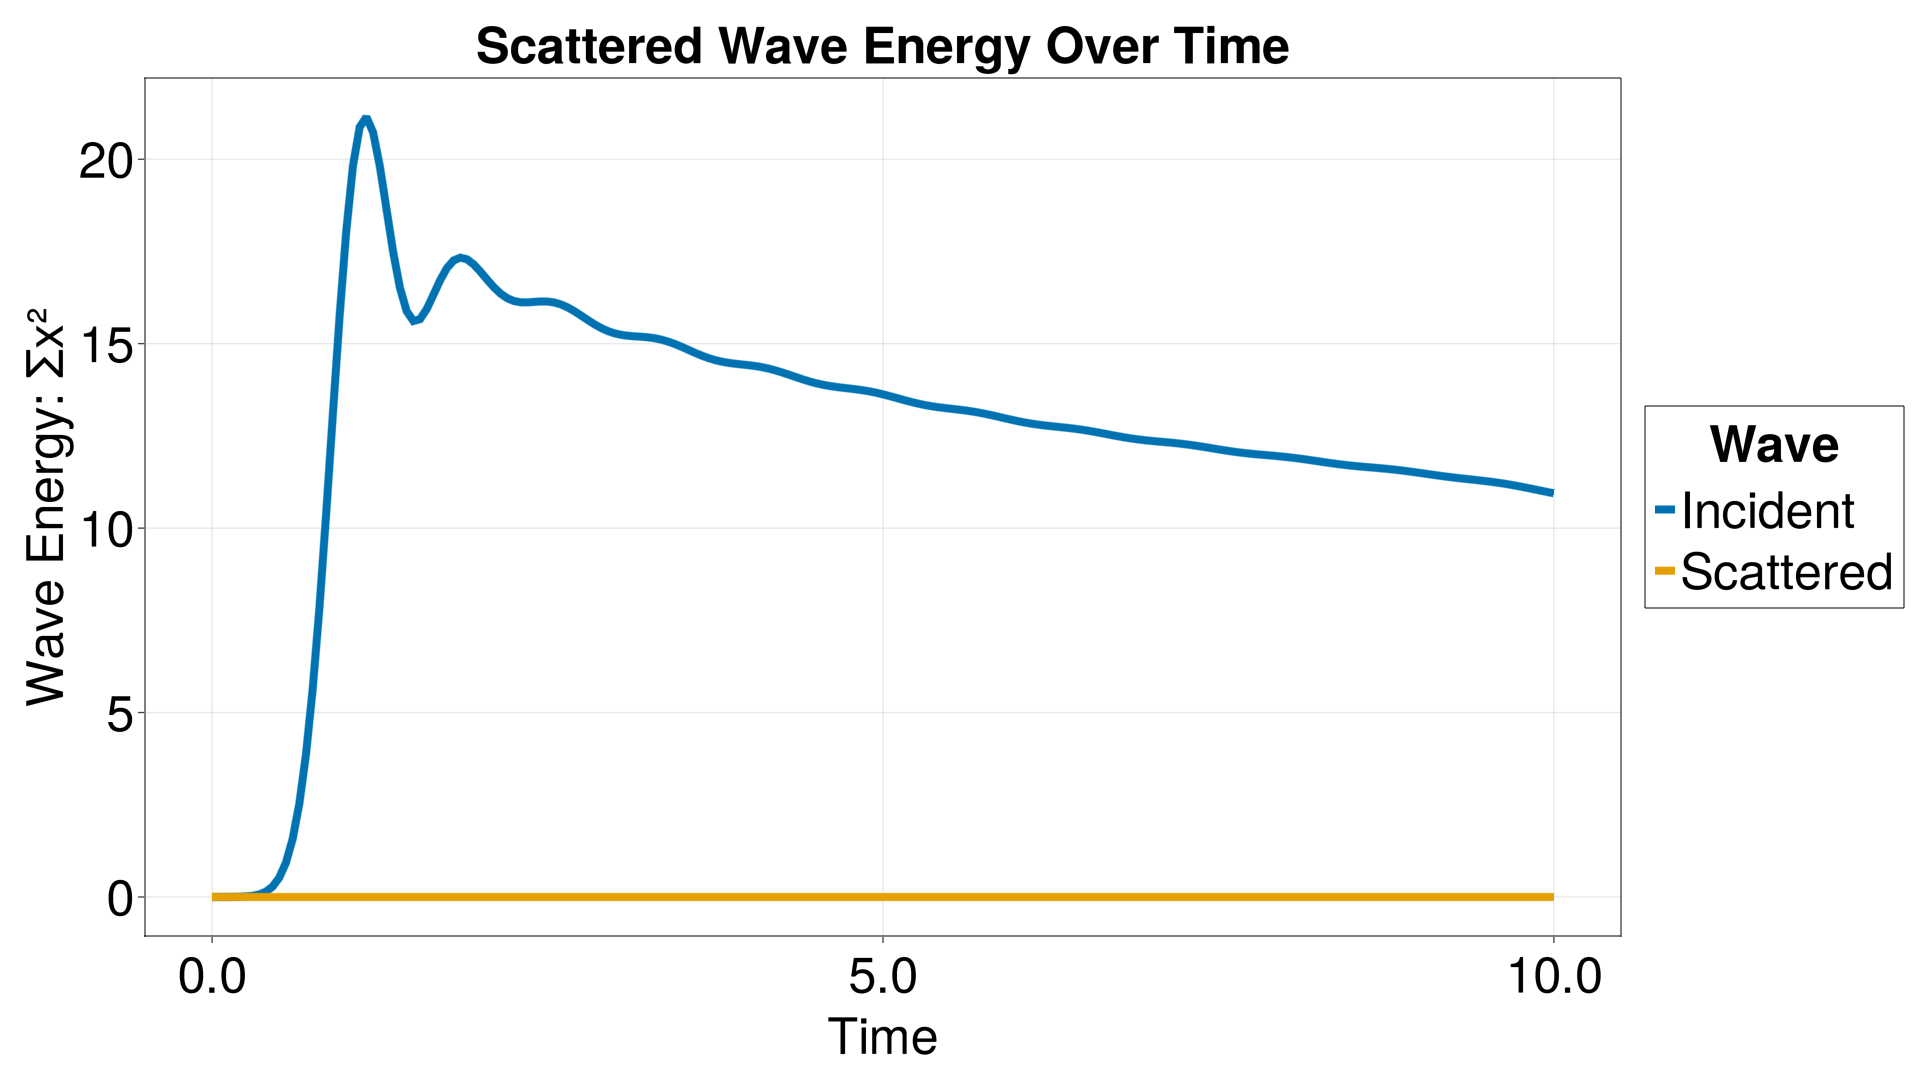 Scattered Wave Energy Over Time
Wave Energy: Σx²
20
15
10
5
0
0.0
5.0
10.0
Time
Wave
Incident
Scattered